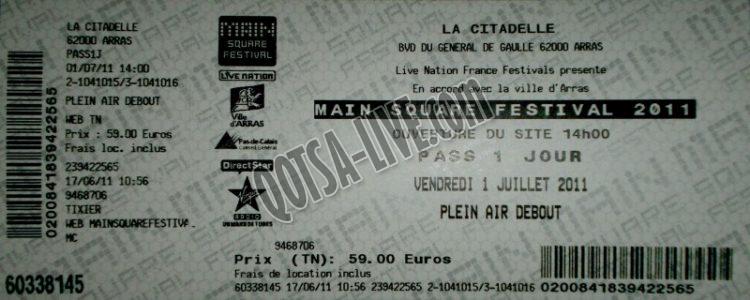 LA CITADELLE
62000 ARRAS
PASS1J
01/07/11 14:00
2-1041015/3-1041016
PLEIN AIR DEBOUT
WEB TN
Prix : 59.00 Euros
Frais loc. inclus
239422565
17/06/11 10:56
9468706
TIXIER
WEB MAINSQUAREFESTIVA
MC
60338145
0200841839422565
MAIN
SQUARE
FESTIVAL
LIVE NATION
Ville
d'ARRAS
Pas-de-Calais
Conseil Général
DirectStar
Virgin
RADIO
LA CITADELLE
BVD DU GENERAL DE GAULLE 62000 ARRAS
Live Nation France Festivals presente
En accord avec la ville d'Arras
MAIN SQUARE FESTIVAL 2011
OUVERTURE DU SITE 14h00
PASS 1 JOUR
VENDREDI 1 JUILLET 2011
PLEIN AIR DEBOUT
9468706
Prix (TN): 59.00 Euros
Frais de location inclus
60338145 17/06/11 10:56 239422565 2-1041015/3-1041016
0200841839422565
QOTSA-LIVE.com